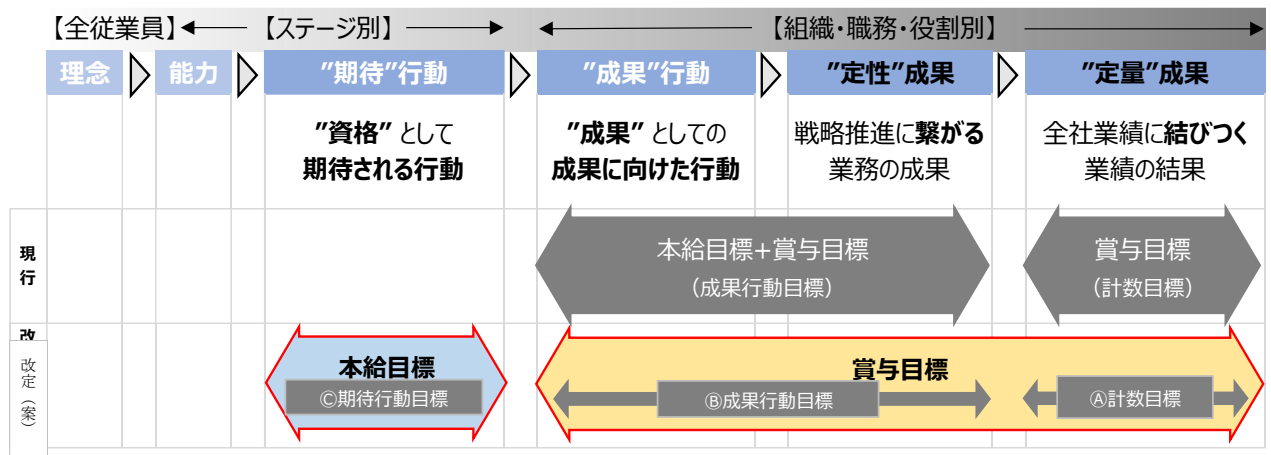 【全従業員】 【ステージ別】 【組織・職務・役割別】
理念 能力 ”期待”行動 ”成果”行動 ”定性”成果 ”定量”成果
”資格” として
期待される行動
”成果” としての
成果に向けた行動
戦略推進に繋がる
業務の成果
全社業績に結びつく
業績の結果
現行
本給目標+賞与目標
（成果行動目標）
賞与目標
（計数目標）
改
改定（案）
本給目標
Ⓒ期待行動目標
賞与目標
Ⓑ成果行動目標
Ⓐ計数目標